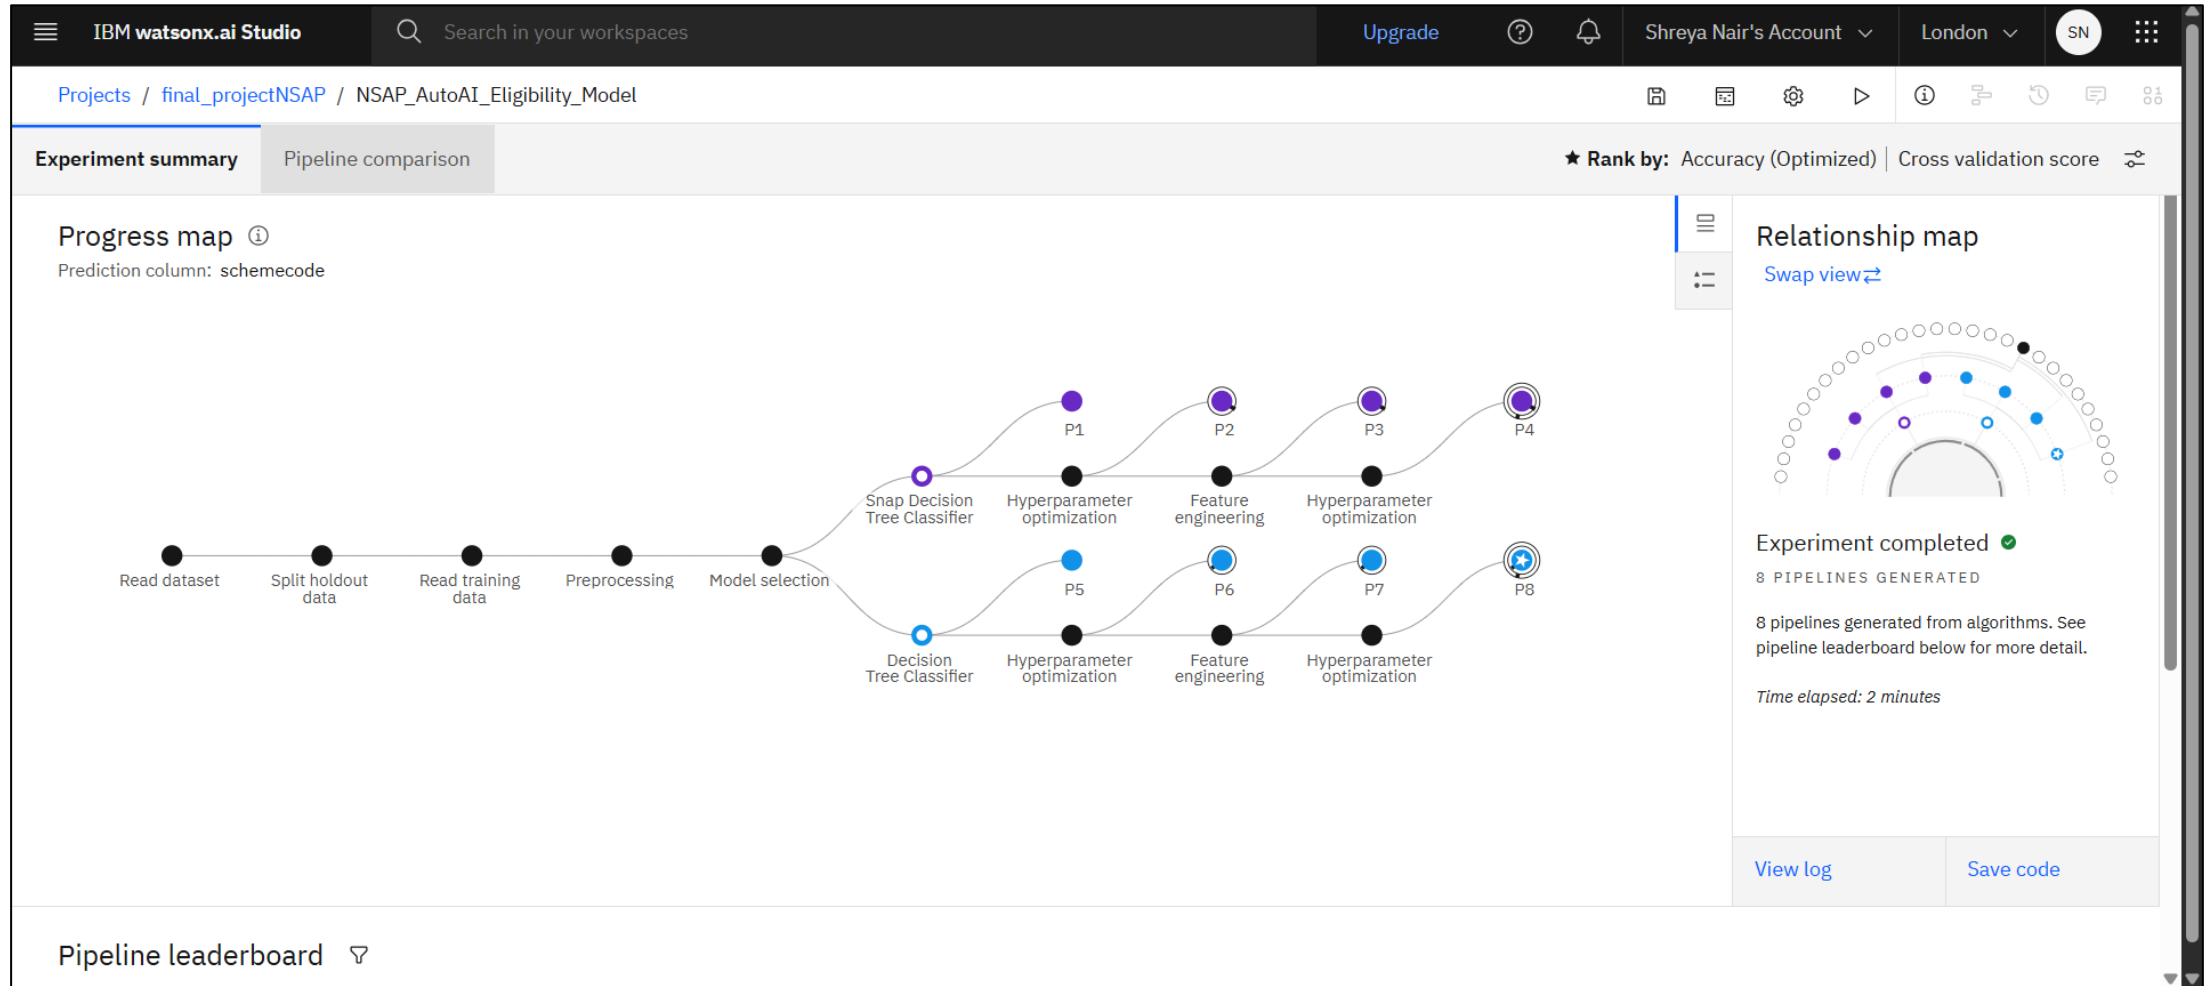 IBM watsonx.ai Studio
Search in your workspaces
Upgrade
Shreya Nair's Account
London
SN
Projects / final_projectNSAP / NSAP_AutoAI_Eligibility_Model
Experiment summary
Pipeline comparison
Rank by: Accuracy (Optimized) | Cross validation score
Progress map
Prediction column: schemecode
P1
P2
P3
P4
Snap Decision
Tree Classifier
Hyperparameter
optimization
Feature
engineering
Hyperparameter
optimization
Read dataset
Split holdout
data
Read training
data
Preprocessing
Model selection
P5
P6
P7
P8
Decision
Tree Classifier
Hyperparameter
optimization
Feature
engineering
Hyperparameter
optimization
Relationship map
Swap view
Experiment completed
8 PIPELINES GENERATED
8 pipelines generated from algorithms. See
pipeline leaderboard below for more detail.
Time elapsed: 2 minutes
View log
Save code
Pipeline leaderboard